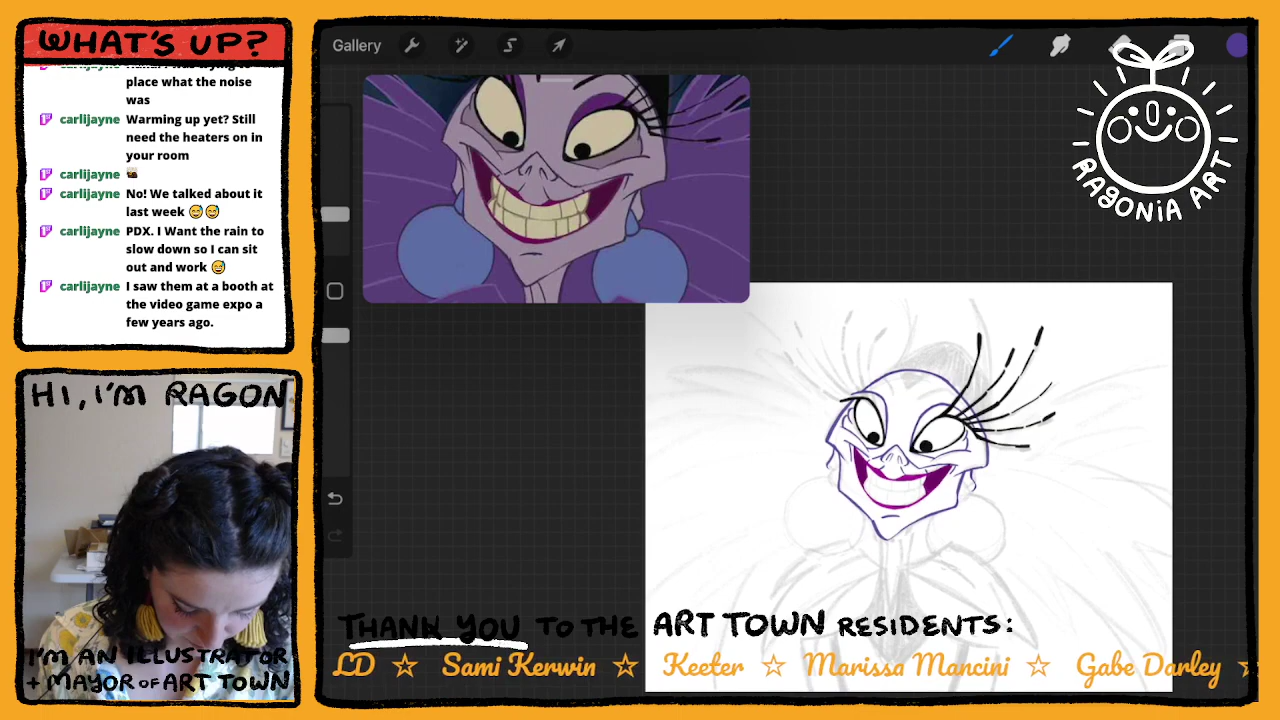 WHAT'S UP?
place what the noise
was
carlijayne Warming up yet? Still
need the heaters on in
your room
carlijayne
carlijayne No! We talked about it
last week 😅😅
carlijayne PDX. I Want the rain to
slow down so I can sit
out and work 😅
carlijayne I saw them at a booth at
the video game expo a
few years ago.
HI, I'M RAGON
I'M AN ILLUSTRATOR
+ MAYOR OF ART TOWN
Gallery
RAGONIA ART
THANK YOU TO THE ART TOWN RESIDENTS:
LD ☆ Sami Kerwin ☆ Keeter ☆ Marissa Mancini ☆ Gabe Darley ☆